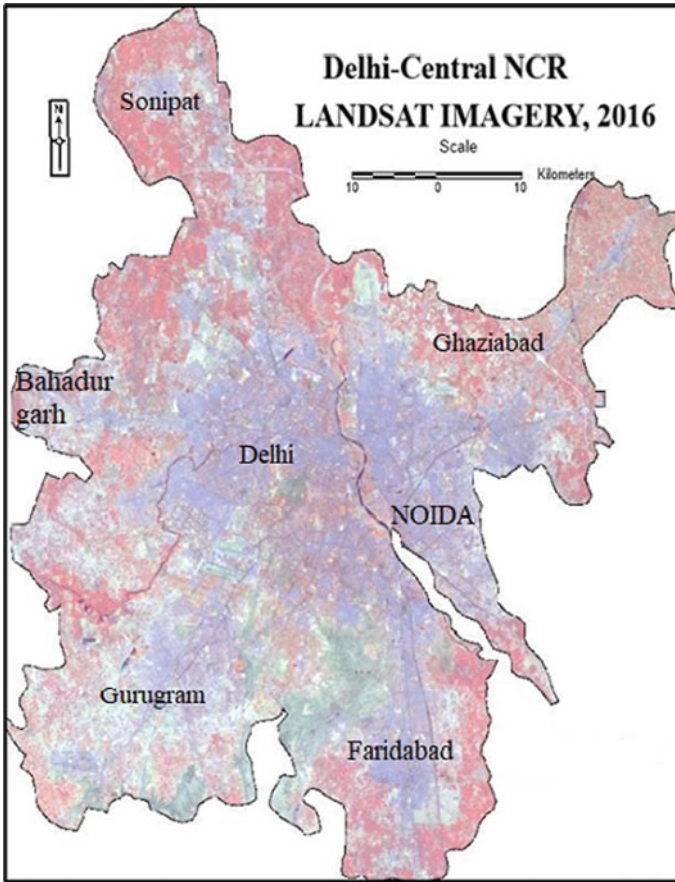 Delhi-Central NCR
LANDSAT IMAGERY, 2016
Scale
10 0 10 Kilometers
N
Sonipat
Ghaziabad
Bahadur
garh
Delhi
NOIDA
Gurugram
Faridabad